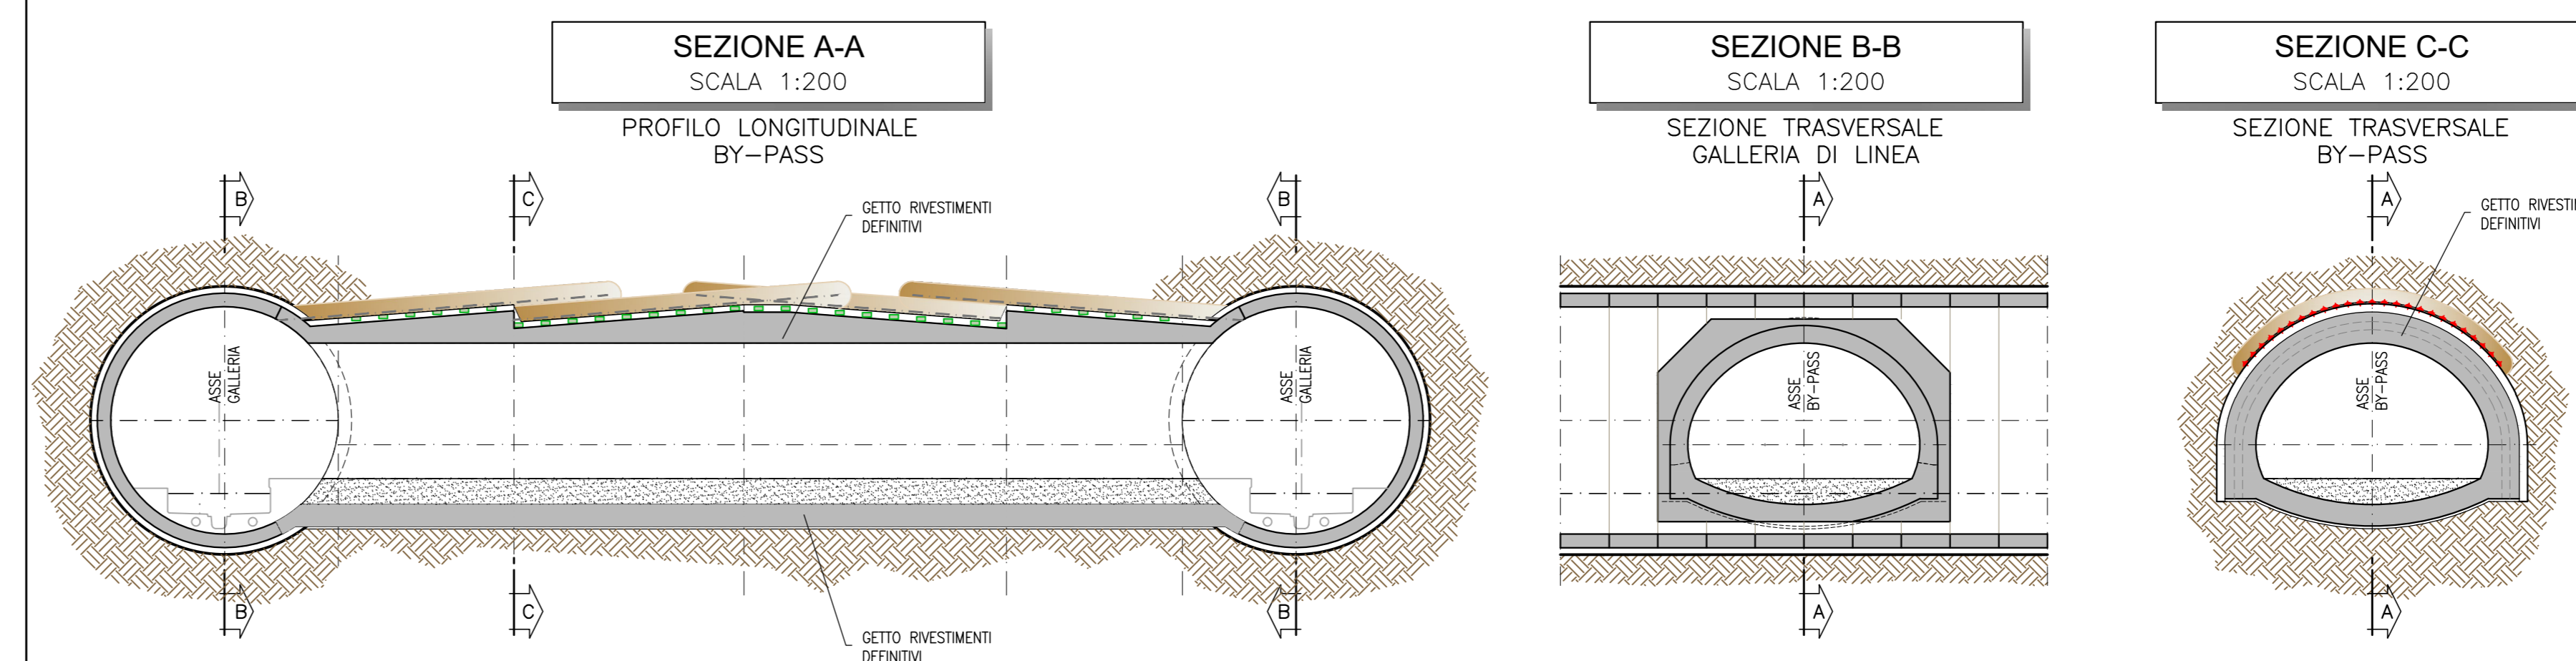 SEZIONE A-A
SCALA 1:200
PROFILO LONGITUDINALE
BY-PASS
B
C
B
GETTO RIVESTIMENTI
DEFINITIVI
ASSE
GALLERIA
ASSE
GALLERIA
B
C
B
GETTO RIVESTIMENTI
DEFINITIVI
SEZIONE B-B
SCALA 1:200
SEZIONE TRASVERSALE
GALLERIA DI LINEA
A
ASSE
BY-PASS
A
SEZIONE C-C
SCALA 1:200
SEZIONE TRASVERSALE
BY-PASS
A
GETTO
DEFINITIVI
ASSE
BY-PASS
A